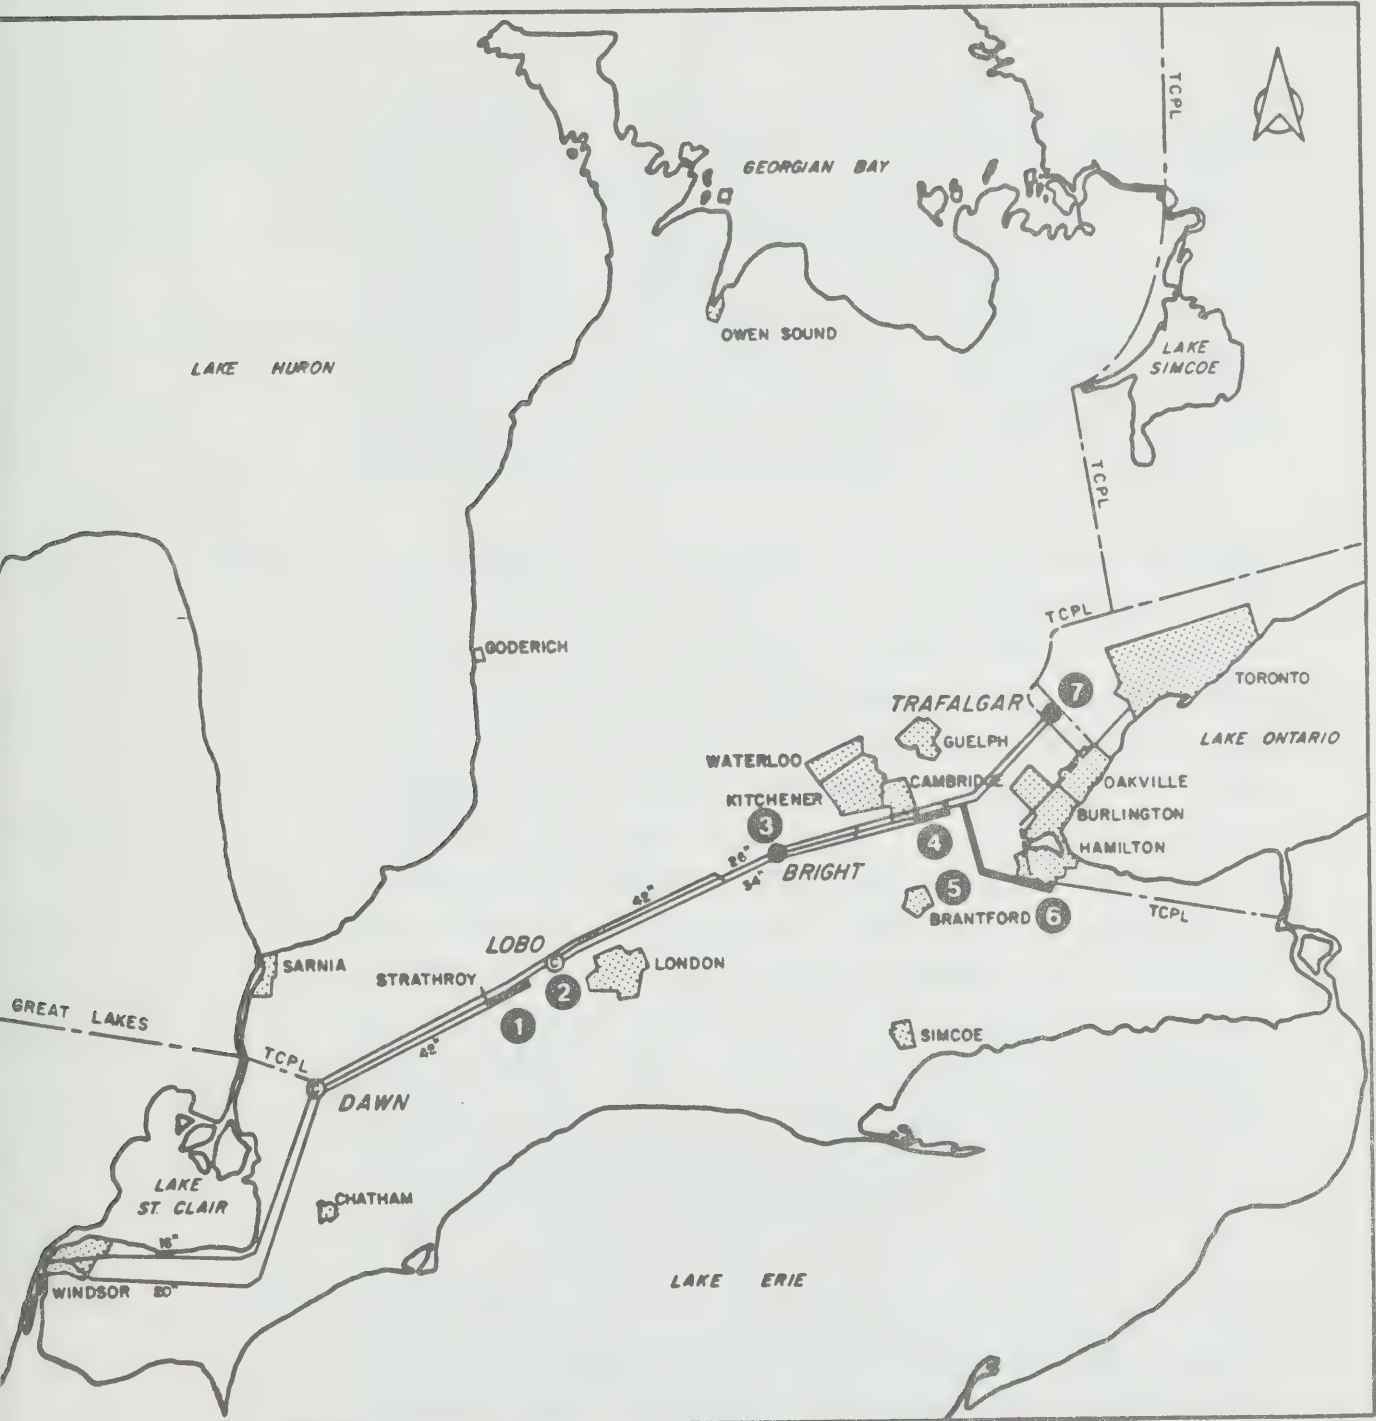 TCPL
GEORGIAN BAY
OWEN SOUND
LAKE
SIMCOE
LAKE HURON
TCPL
TCPL
GODERICH
TORONTO
TRAFALGAR
7
LAKE ONTARIO
GUELPH
WATERLOO
CAMBRIDGE
OAKVILLE
KITCHENER
BURLINGTON
3
4
HAMILTON
26"
BRIGHT
34"
42"
5
BRANTFORD
6
TCPL
LOBO
SARNIA
STRATHROY
LONDON
2
1
GREAT LAKES
SIMCOE
42"
TCPL
DAWN
LAKE
ST. CLAIR
CHATHAM
16"
LAKE ERIE
WINDSOR
20"